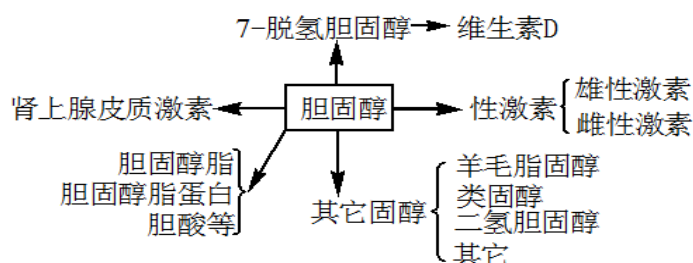 7-脱氢胆固醇 维生素D
肾上腺皮质激素 胆固醇 性激素
雄性激素
雌性激素
胆固醇脂
胆固醇脂蛋白
胆酸等
其它固醇
羊毛脂固醇
类固醇
二氢胆固醇
其它